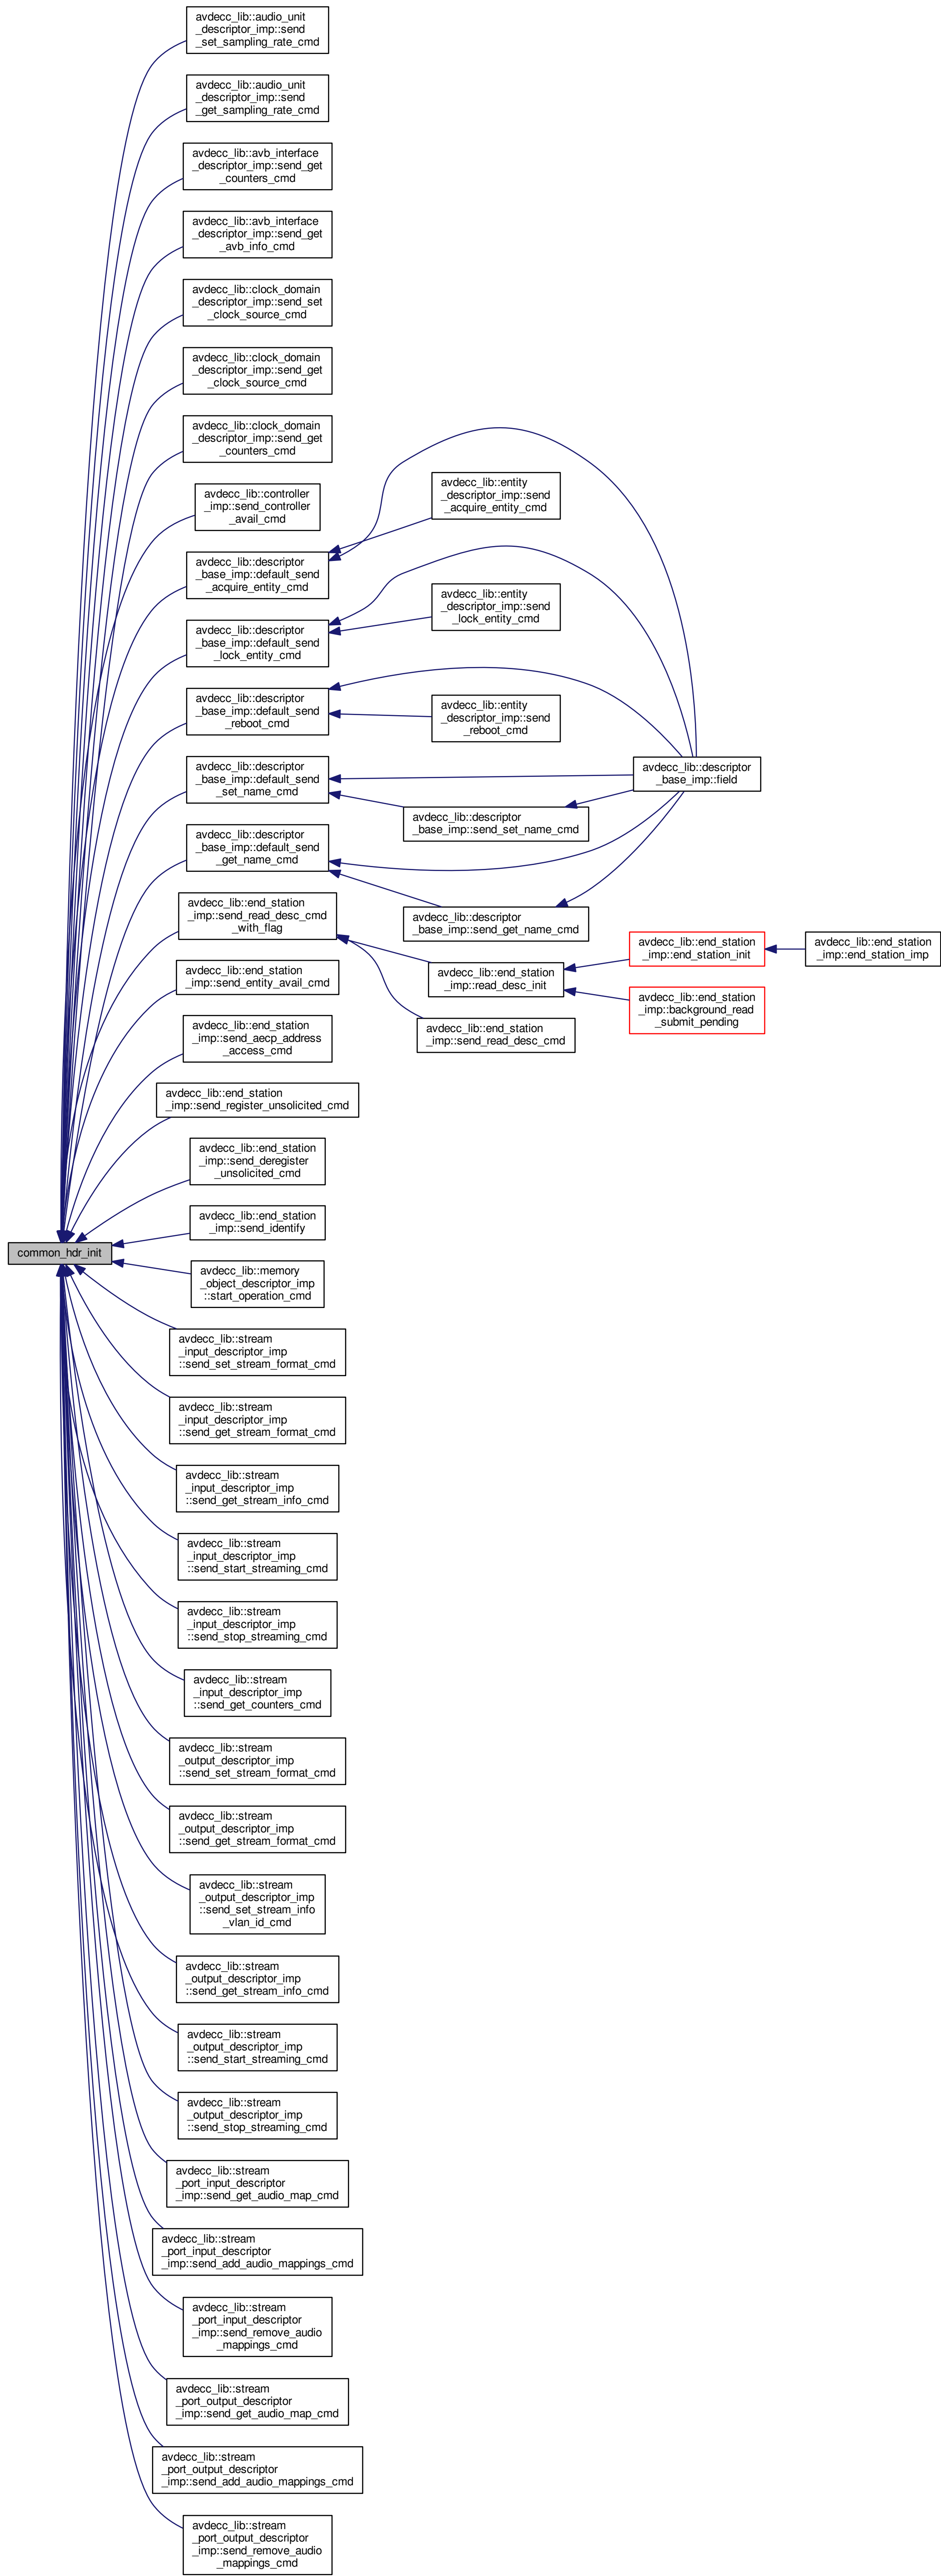 avdecc_lib::audio_unit
_descriptor_imp::send
_set_sampling_rate_cmd
avdecc_lib::audio_unit
_descriptor_imp::send
_get_sampling_rate_cmd
avdecc_lib::avb_interface
_descriptor_imp::send_get
_counters_cmd
avdecc_lib::avb_interface
_descriptor_imp::send_get
_avb_info_cmd
avdecc_lib::clock_domain
_descriptor_imp::send_set
_clock_source_cmd
avdecc_lib::clock_domain
_descriptor_imp::send_get
_clock_source_cmd
avdecc_lib::clock_domain
_descriptor_imp::send_get
_counters_cmd
avdecc_lib::controller
_imp::send_controller
_avail_cmd
avdecc_lib::descriptor
_base_imp::default_send
_acquire_entity_cmd
avdecc_lib::entity
_descriptor_imp::send
_acquire_entity_cmd
avdecc_lib::descriptor
_base_imp::default_send
_lock_entity_cmd
avdecc_lib::entity
_descriptor_imp::send
_lock_entity_cmd
avdecc_lib::descriptor
_base_imp::default_send
_reboot_cmd
avdecc_lib::entity
_descriptor_imp::send
_reboot_cmd
avdecc_lib::descriptor
_base_imp::field
avdecc_lib::descriptor
_base_imp::default_send
_set_name_cmd
avdecc_lib::descriptor
_base_imp::send_set_name_cmd
avdecc_lib::descriptor
_base_imp::default_send
_get_name_cmd
avdecc_lib::descriptor
_base_imp::send_get_name_cmd
avdecc_lib::end_station
_imp::send_read_desc_cmd
_with_flag
avdecc_lib::end_station
_imp::read_desc_init
avdecc_lib::end_station
_imp::end_station_init
avdecc_lib::end_station
_imp::end_station_imp
avdecc_lib::end_station
_imp::background_read
_submit_pending
avdecc_lib::end_station
_imp::send_read_desc_cmd
avdecc_lib::end_station
_imp::send_entity_avail_cmd
avdecc_lib::end_station
_imp::send_aecp_address
_access_cmd
avdecc_lib::end_station
_imp::send_register_unsolicited_cmd
avdecc_lib::end_station
_imp::send_deregister
_unsolicited_cmd
avdecc_lib::end_station
_imp::send_identify
common_hdr_init
avdecc_lib::memory
_object_descriptor_imp
::start_operation_cmd
avdecc_lib::stream
_input_descriptor_imp
::send_set_stream_format_cmd
avdecc_lib::stream
_input_descriptor_imp
::send_get_stream_format_cmd
avdecc_lib::stream
_input_descriptor_imp
::send_get_stream_info_cmd
avdecc_lib::stream
_input_descriptor_imp
::send_start_streaming_cmd
avdecc_lib::stream
_input_descriptor_imp
::send_stop_streaming_cmd
avdecc_lib::stream
_input_descriptor_imp
::send_get_counters_cmd
avdecc_lib::stream
_output_descriptor_imp
::send_set_stream_format_cmd
avdecc_lib::stream
_output_descriptor_imp
::send_get_stream_format_cmd
avdecc_lib::stream
_output_descriptor_imp
::send_set_stream_info
_vlan_id_cmd
avdecc_lib::stream
_output_descriptor_imp
::send_get_stream_info_cmd
avdecc_lib::stream
_output_descriptor_imp
::send_start_streaming_cmd
avdecc_lib::stream
_output_descriptor_imp
::send_stop_streaming_cmd
avdecc_lib::stream
_port_input_descriptor
_imp::send_get_audio_map_cmd
avdecc_lib::stream
_port_input_descriptor
_imp::send_add_audio_mappings_cmd
avdecc_lib::stream
_port_input_descriptor
_imp::send_remove_audio
_mappings_cmd
avdecc_lib::stream
_port_output_descriptor
_imp::send_get_audio_map_cmd
avdecc_lib::stream
_port_output_descriptor
_imp::send_add_audio_mappings_cmd
avdecc_lib::stream
_port_output_descriptor
_imp::send_remove_audio
_mappings_cmd